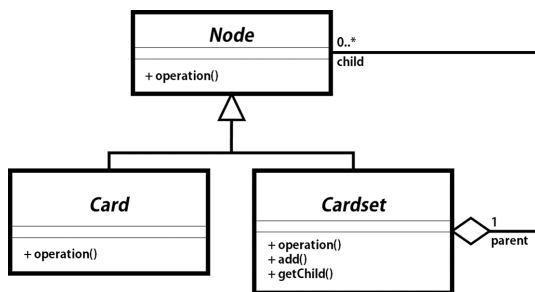 Node
+ operation()
0..*
child
Card
+ operation()
Cardset
+ operation()
+ add()
+ getChild()
1
parent